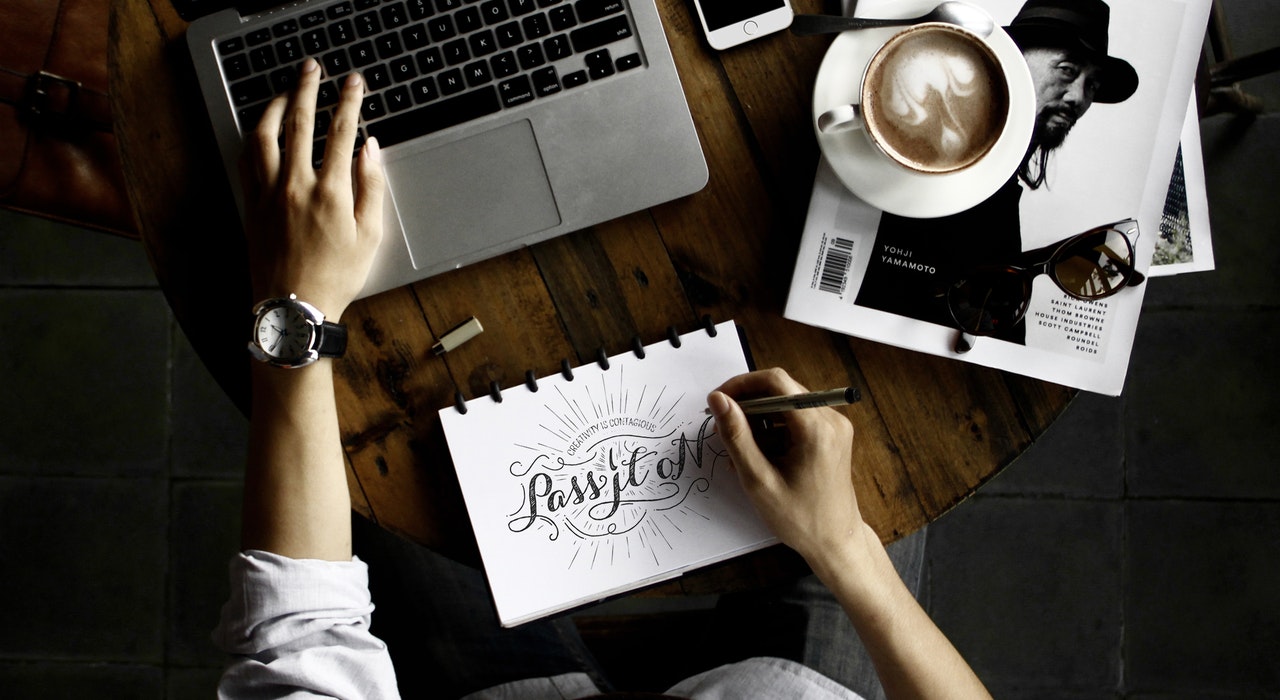 CREATIVITY IS CONTAGIOUS
Pass it oN
YOHJI
YAMAMOTO
SAINT LAURENT
THOM BROWNE
HOUSE INDUSTRIES
SCOTT CAMPBELL
ROUNDEL
ROIDS
command
option